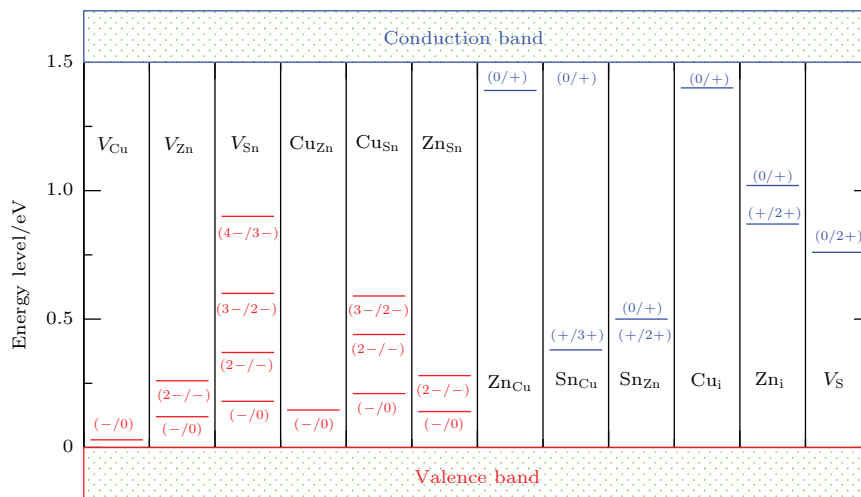 Conduction band
1.5
(0/+) (0/+) (0/+)
V_Cu V_Zn V_Sn Cu_Zn Cu_Sn Zn_Sn
1.0
(0/+)
(4−/3−) (+/2+)
(0/2+)
Energy level/eV
(3−/2−) (3−/2−)
0.5
(0/+)
(+/3+) (+/2+)
(2−/−) (2−/−)
Zn_Cu Sn_Cu Sn_Zn Cu_i Zn_i V_S
(2−/−) (2−/−)
(−/0) (−/0) (−/0) (−/0) (−/0) (−/0)
0
Valence band